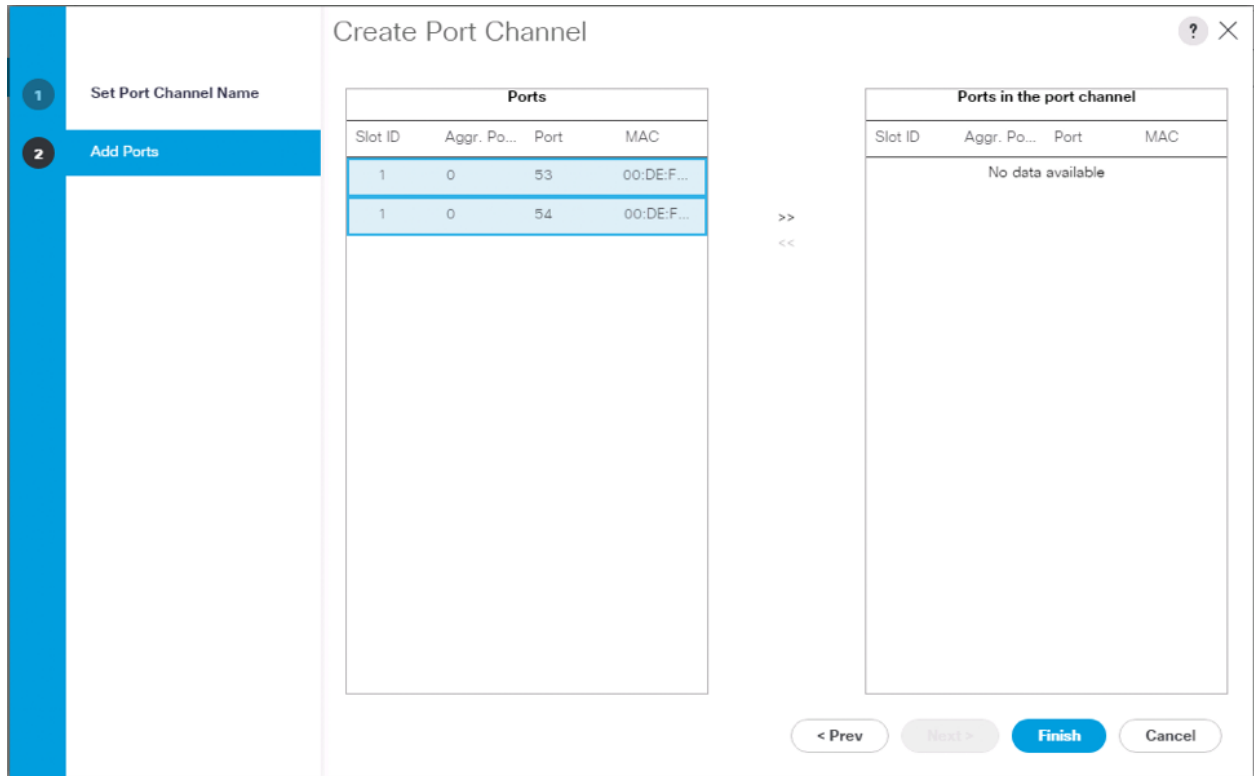 Create Port Channel
?
1 Set Port Channel Name
2 Add Ports
Ports
Slot ID Aggr. Po... Port MAC
1 0 53 00:DE:F...
1 0 54 00:DE:F...
>>
<<
Ports in the port channel
Slot ID Aggr. Po... Port MAC
No data available
< Prev Next > Finish Cancel